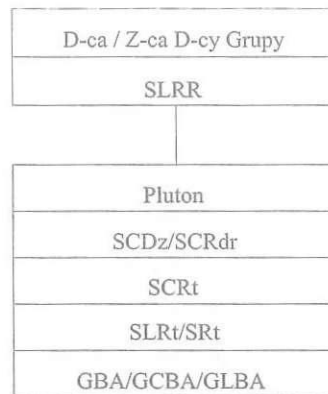 D-ca / Z-ca D-cy Grupy
SLRR
Pluton
SCDz/SCRdr
SCRt
SLRt/SRt
GBA/GCBA/GLBA